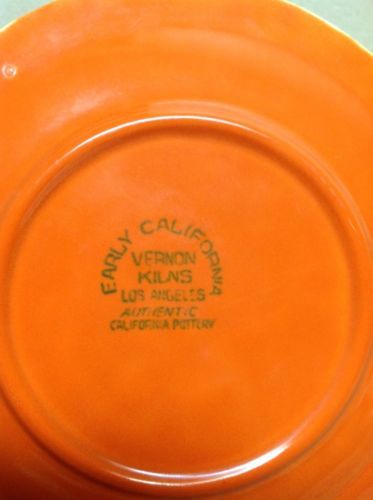 EARLY CALIFORNIA
VERNON
KILNS
LOS ANGELES
AUTHENTIC
CALIFORNIA POTTERY